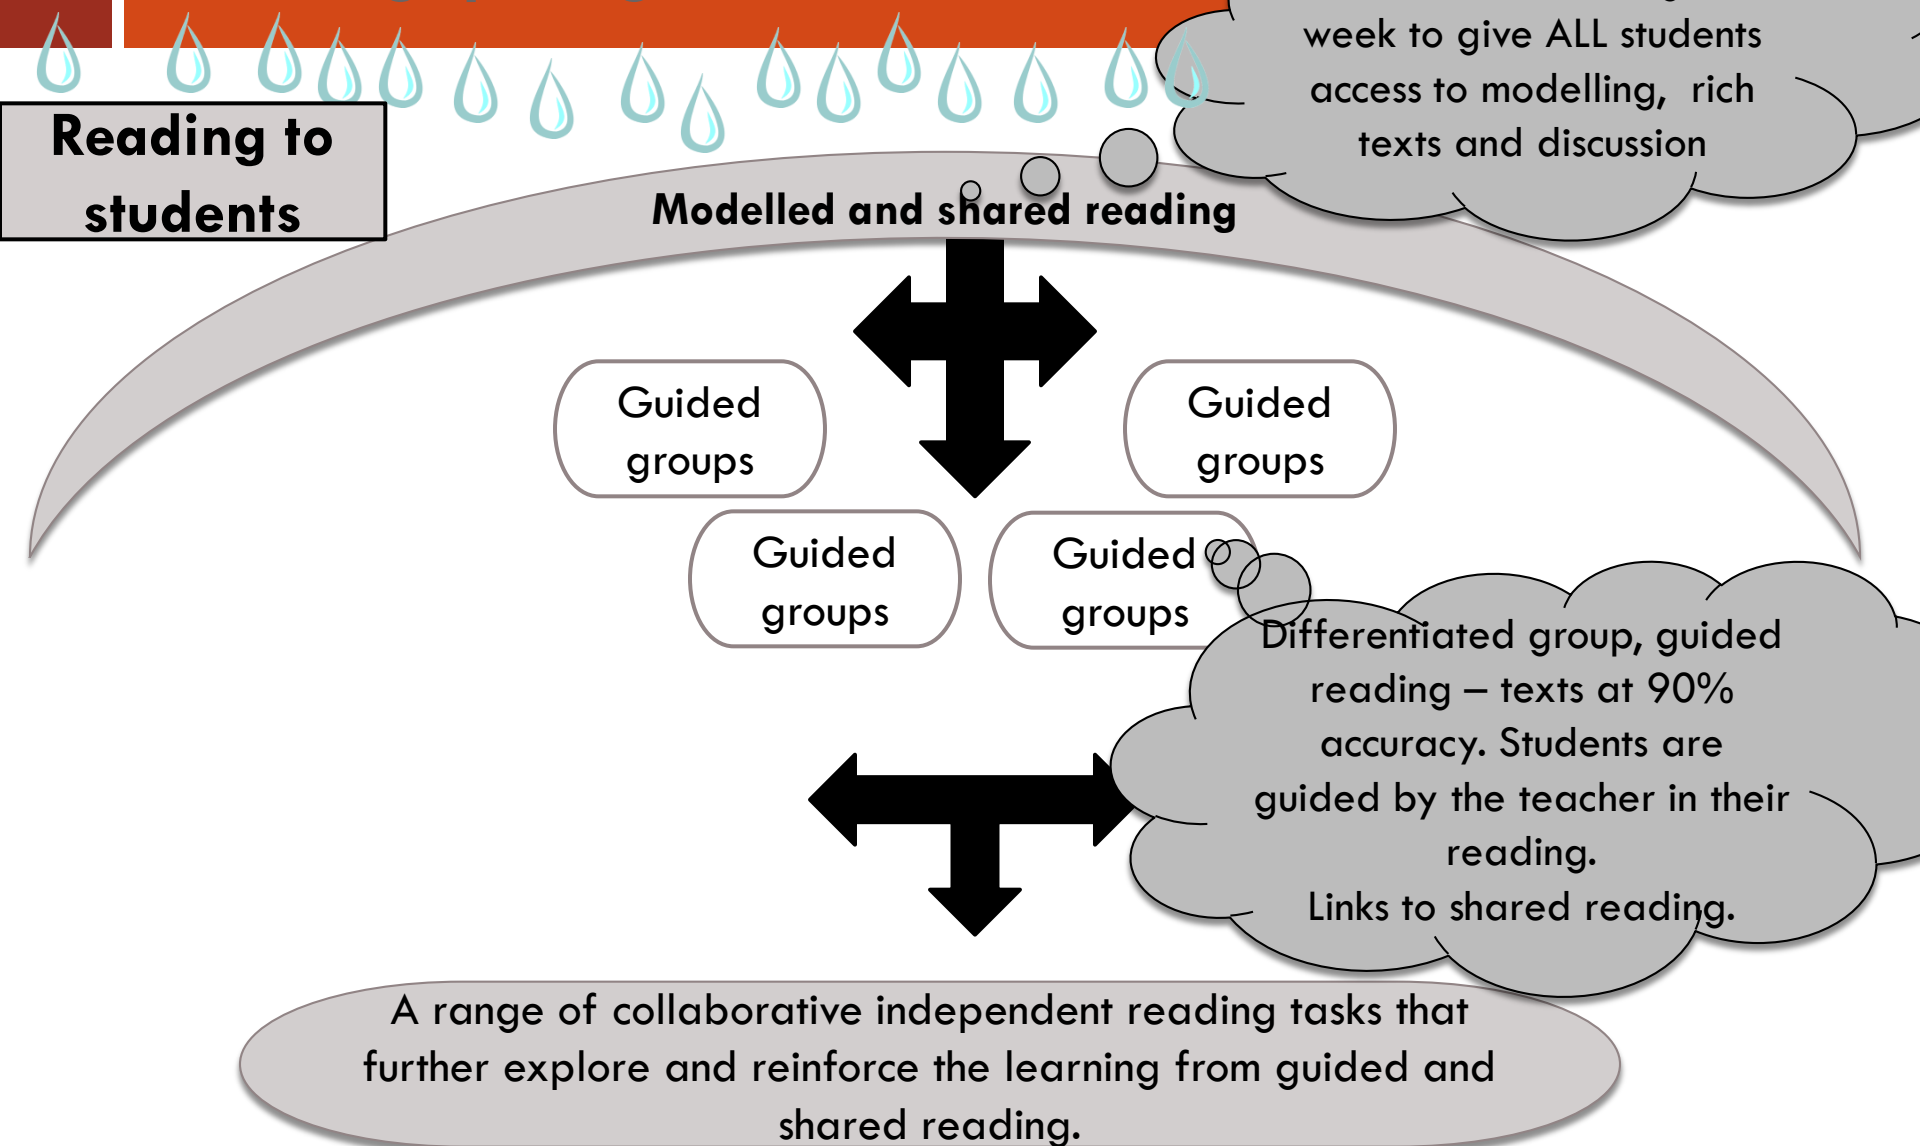 week to give ALL students
access to modelling, rich
texts and discussion
Reading to
students
Modelled and shared reading
Guided
groups
Guided
groups
Guided
groups
Guided
groups
Differentiated group, guided
reading – texts at 90%
accuracy. Students are
guided by the teacher in their
reading.
Links to shared reading.
A range of collaborative independent reading tasks that
further explore and reinforce the learning from guided and
shared reading.